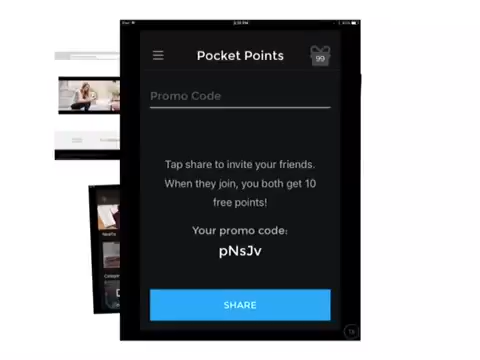 Pocket Points
99
Promo Code
Tap share to invite your friends.
When they join, you both get 10
free points!
Your promo code:
pNsJv
SHARE